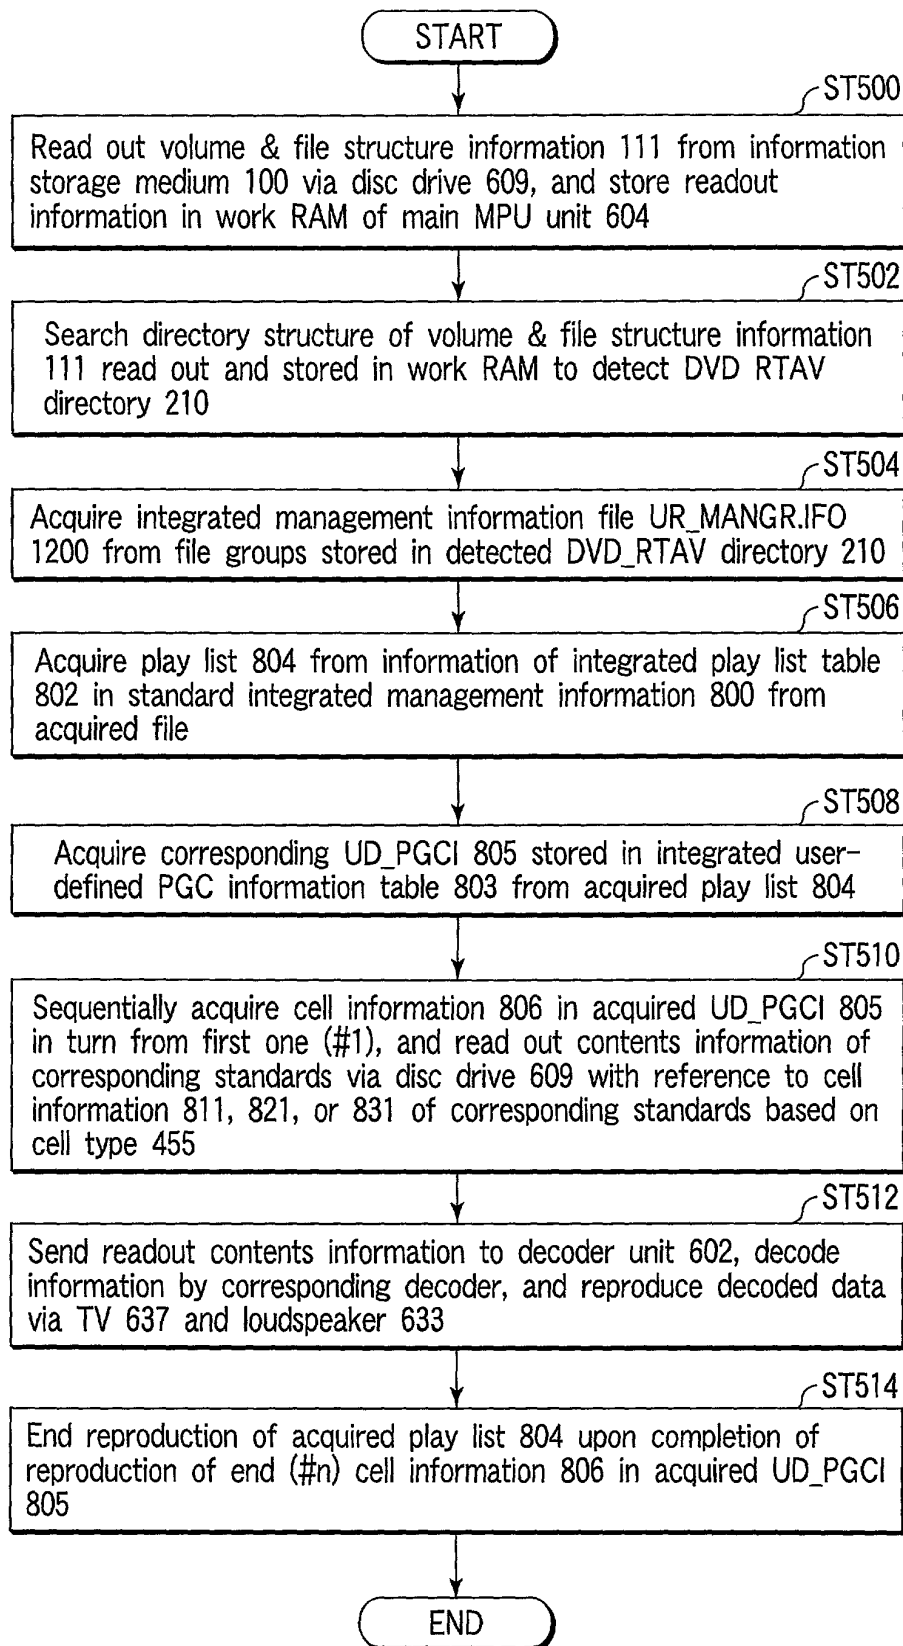 START
ST500
Read out volume & file structure information 111 from information
storage medium 100 via disc drive 609, and store readout
information in work RAM of main MPU unit 604
ST502
Search directory structure of volume & file structure information
111 read out and stored in work RAM to detect DVD RTAV
directory 210
ST504
Acquire integrated management information file UR_MANGR.IFO
1200 from file groups stored in detected DVD_RTAV directory 210
ST506
Acquire play list 804 from information of integrated play list table
802 in standard integrated management information 800 from
acquired file
ST508
Acquire corresponding UD_PGCI 805 stored in integrated user-
defined PGC information table 803 from acquired play list 804
ST510
Sequentially acquire cell information 806 in acquired UD_PGCI 805
in turn from first one (#1), and read out contents information of
corresponding standards via disc drive 609 with reference to cell
information 811, 821, or 831 of corresponding standards based on
cell type 455
ST512
Send readout contents information to decoder unit 602, decode
information by corresponding decoder, and reproduce decoded data
via TV 637 and loudspeaker 633
ST514
End reproduction of acquired play list 804 upon completion of
reproduction of end (#n) cell information 806 in acquired UD_PGCI
805
END